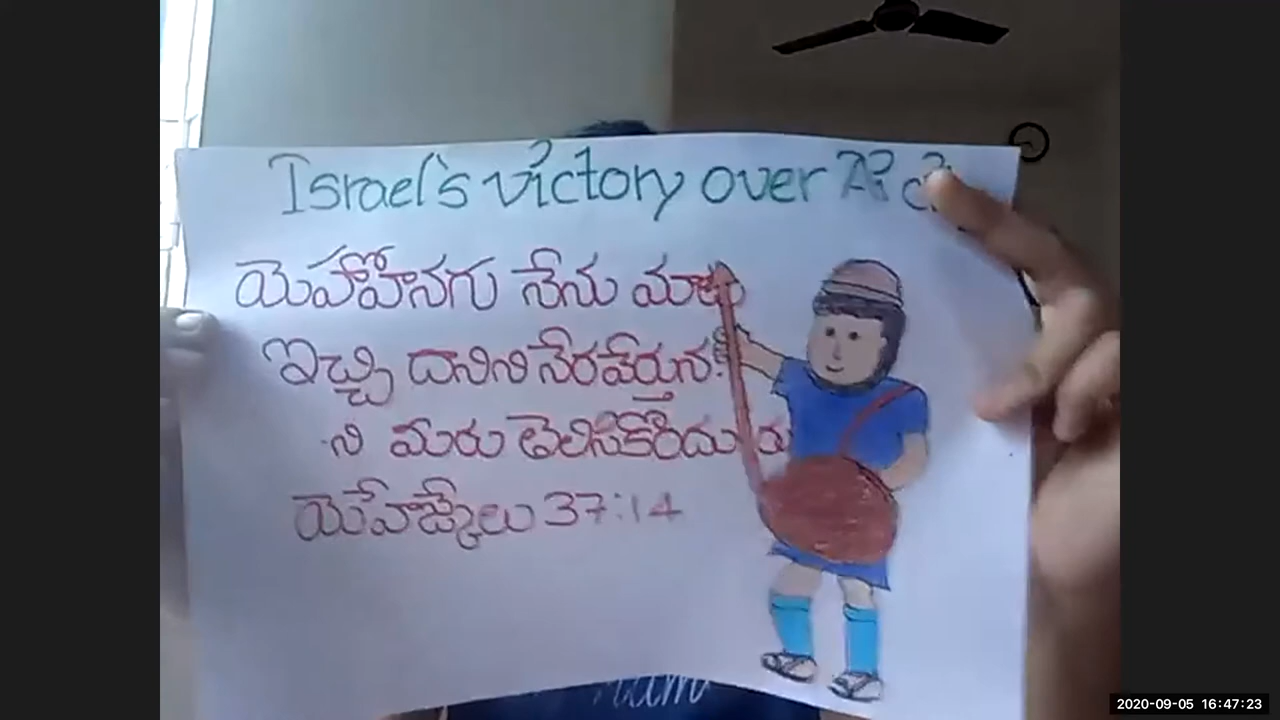 Israel's victory over Ai
యెహోవానగు నేను మాట
ఇచ్చి దానిని నేరవేర్తున
ని మీరు తెలిసికొందురు
యెహేజ్కేలు 37:14
2020-09-05 16:47:23